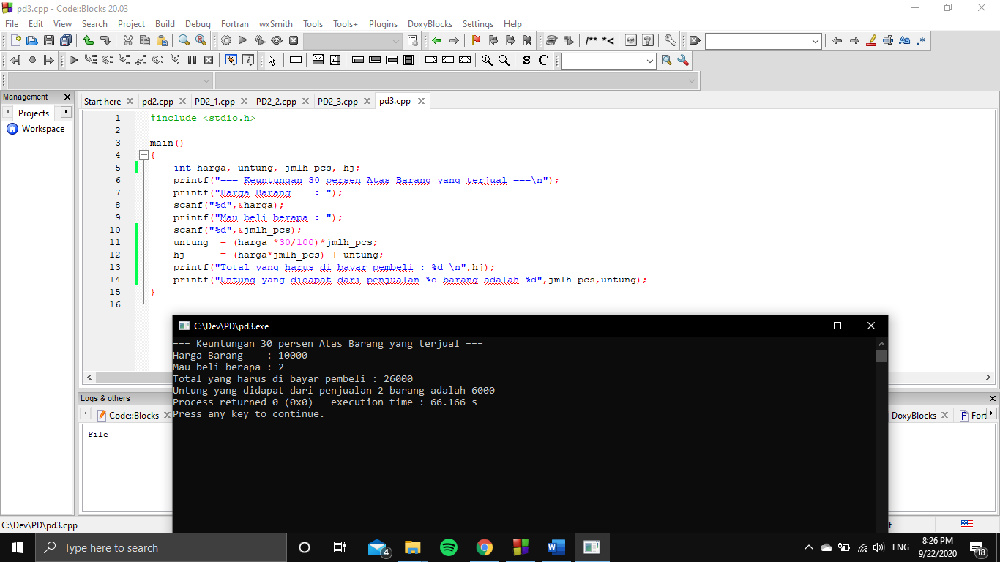 pd3.cpp - Code::Blocks 20.03
File Edit View Search Project Build Debug Fortran wxSmith Tools Tools+ Plugins DoxyBlocks Settings Help
/** *< Aa .*
S C
Management
Projects
Workspace
Start here pd2.cpp PD2_1.cpp PD2_2.cpp PD2_3.cpp pd3.cpp
1 #include <stdio.h>
2
3 main()
4 {
5 int harga, untung, jmlh_pcs, hj;
6 printf("=== Keuntungan 30 persen Atas Barang yang terjual ===\n");
7 printf("Harga Barang    : ");
8 scanf("%d",&harga);
9 printf("Mau beli berapa : ");
10 scanf("%d",&jmlh_pcs);
11 untung  = (harga *30/100)*jmlh_pcs;
12 hj      = (harga*jmlh_pcs) + untung;
13 printf("Total yang harus di bayar pembeli : %d \n",hj);
14 printf("Untung yang didapat dari penjualan %d barang adalah %d",jmlh_pcs,untung);
15 }
16
C:\Dev\PD\pd3.exe
=== Keuntungan 30 persen Atas Barang yang terjual ===
Harga Barang    : 10000
Mau beli berapa : 2
Total yang harus di bayar pembeli : 26000
Untung yang didapat dari penjualan 2 barang adalah 6000
Process returned 0 (0x0)   execution time : 66.166 s
Press any key to continue.
Logs & others
Code::Blocks
DoxyBlocks
Fort
File
C:\Dev\PD\pd3.cpp
t
Type here to search
4
ENG
8:26 PM
9/22/2020
18